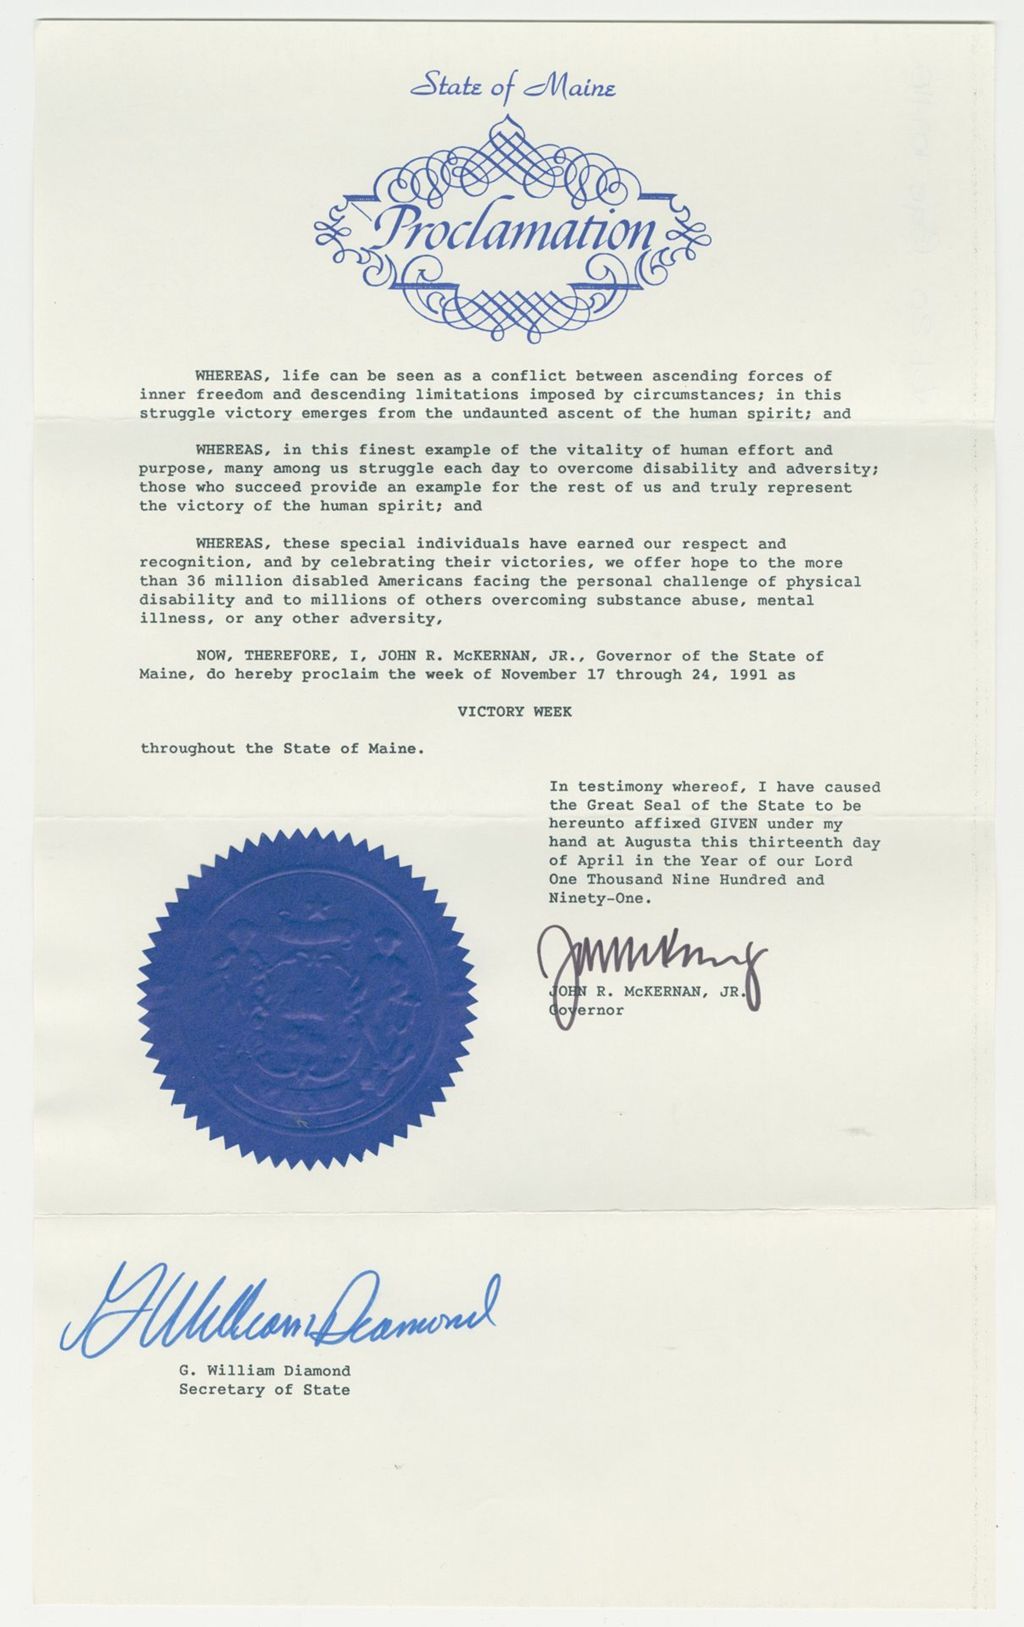 State of Maine
Proclamation
WHEREAS, life can be seen as a conflict between ascending forces of
inner freedom and descending limitations imposed by circumstances; in this
struggle victory emerges from the undaunted ascent of the human spirit; and
WHEREAS, in this finest example of the vitality of human effort and
purpose, many among us struggle each day to overcome disability and adversity;
those who succeed provide an example for the rest of us and truly represent
the victory of the human spirit; and
WHEREAS, these special individuals have earned our respect and
recognition, and by celebrating their victories, we offer hope to the more
than 36 million disabled Americans facing the personal challenge of physical
disability and to millions of others overcoming substance abuse, mental
illness, or any other adversity,
NOW, THEREFORE, I, JOHN R. McKERNAN, JR., Governor of the State of
Maine, do hereby proclaim the week of November 17 through 24, 1991 as
VICTORY WEEK
throughout the State of Maine.
In testimony whereof, I have caused
the Great Seal of the State to be
hereunto affixed GIVEN under my
hand at Augusta this thirteenth day
of April in the Year of our Lord
One Thousand Nine Hundred and
Ninety-One.
JOHN R. McKERNAN, JR.
Governor
G William Diamond
G. William Diamond
Secretary of State